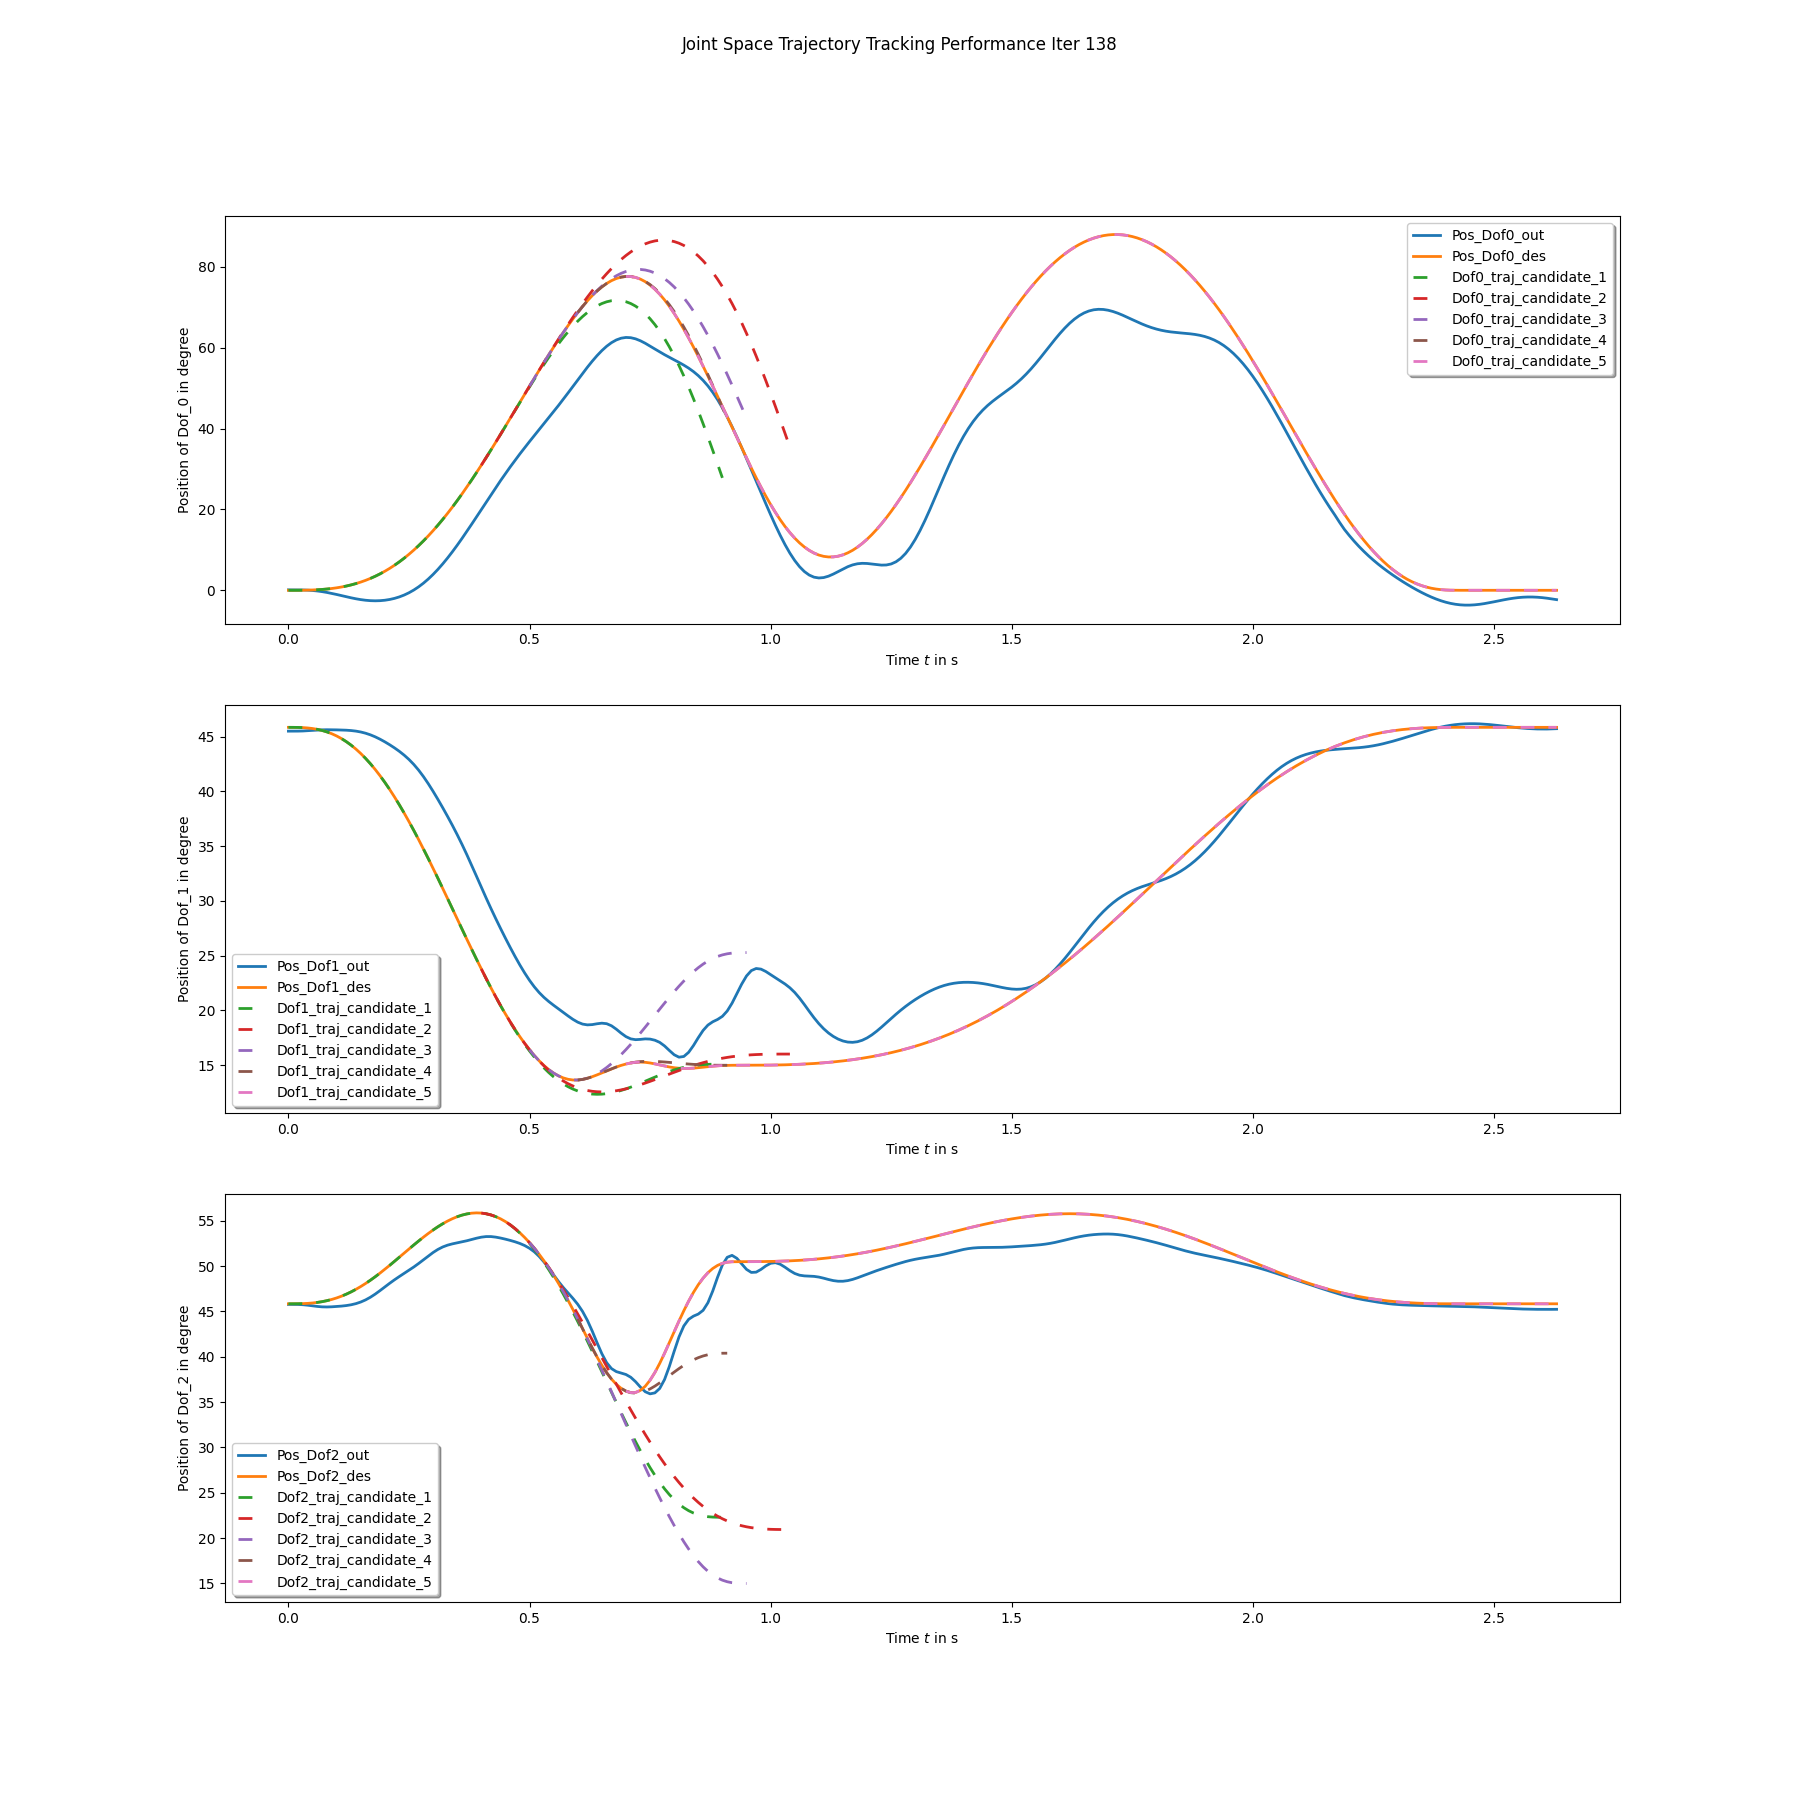 Joint Space Trajectory Tracking Performance Iter 138
Position of Dof_0 in degree
80
60
40
20
0
0.0 0.5 1.0 1.5 2.0 2.5
Time t in s
Pos_Dof0_out
Pos_Dof0_des
Dof0_traj_candidate_1
Dof0_traj_candidate_2
Dof0_traj_candidate_3
Dof0_traj_candidate_4
Dof0_traj_candidate_5
Position of Dof_1 in degree
45
40
35
30
25
20
15
0.0 0.5 1.0 1.5 2.0 2.5
Time t in s
Pos_Dof1_out
Pos_Dof1_des
Dof1_traj_candidate_1
Dof1_traj_candidate_2
Dof1_traj_candidate_3
Dof1_traj_candidate_4
Dof1_traj_candidate_5
Position of Dof_2 in degree
55
50
45
40
35
30
25
20
15
0.0 0.5 1.0 1.5 2.0 2.5
Time t in s
Pos_Dof2_out
Pos_Dof2_des
Dof2_traj_candidate_1
Dof2_traj_candidate_2
Dof2_traj_candidate_3
Dof2_traj_candidate_4
Dof2_traj_candidate_5